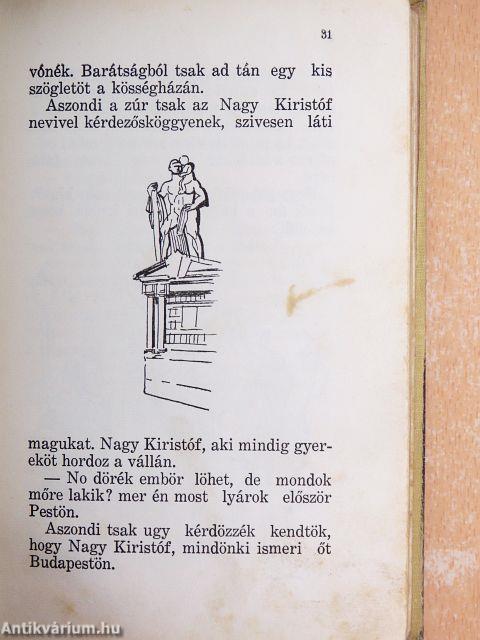 31
vónék. Barátságból tsak ad tán egy kis
szögletöt a kösségházán.
Aszondi a zúr tsak az Nagy Kiristóf
nevivel kérdezősköggyenek, szivesen láti
magukat. Nagy Kiristóf, aki mindig gyer-
eköt hordoz a vállán.
— No dörék embör löhet, de mondok
mőre lakik? mer én most lyárok először
Pestön.
Aszondi tsak ugy kérdözzék kendtök,
hogy Nagy Kiristóf, mindönki ismeri őt
Budapestön.
Antikvárium.hu